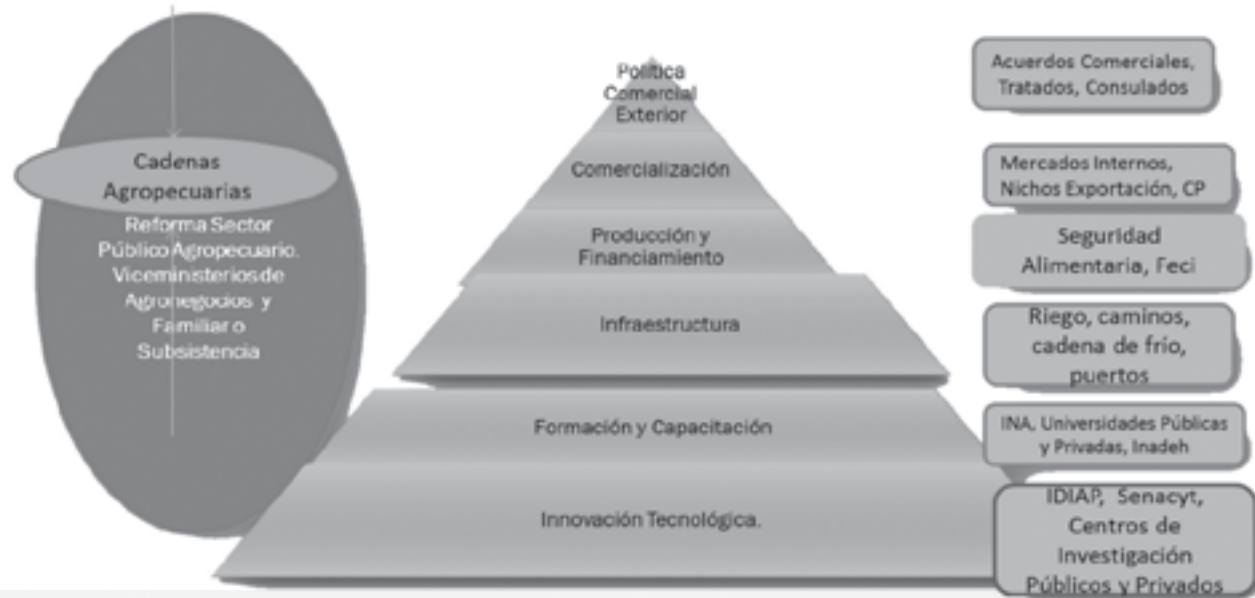 Cadenas
Agropecuarias
Reforma Sector
Público Agropecuario.
Viceministerios de
Agronegocios y
Familiar o
Subsistencia
Política
Comercial
Exterior
Comercialización
Producción y
Financiamiento
Infraestructura
Formación y Capacitación
Innovación Tecnológica.
Acuerdos Comerciales,
Tratados, Consulados
Mercados Internos,
Nichos Exportación, CP
Seguridad
Alimentaria, Feci
Riego, caminos,
cadena de frío,
puertos
INA, Universidades Públicas
y Privadas, Inadeh
IDIAP, Senacyt,
Centros de
Investigación
Públicos y Privados